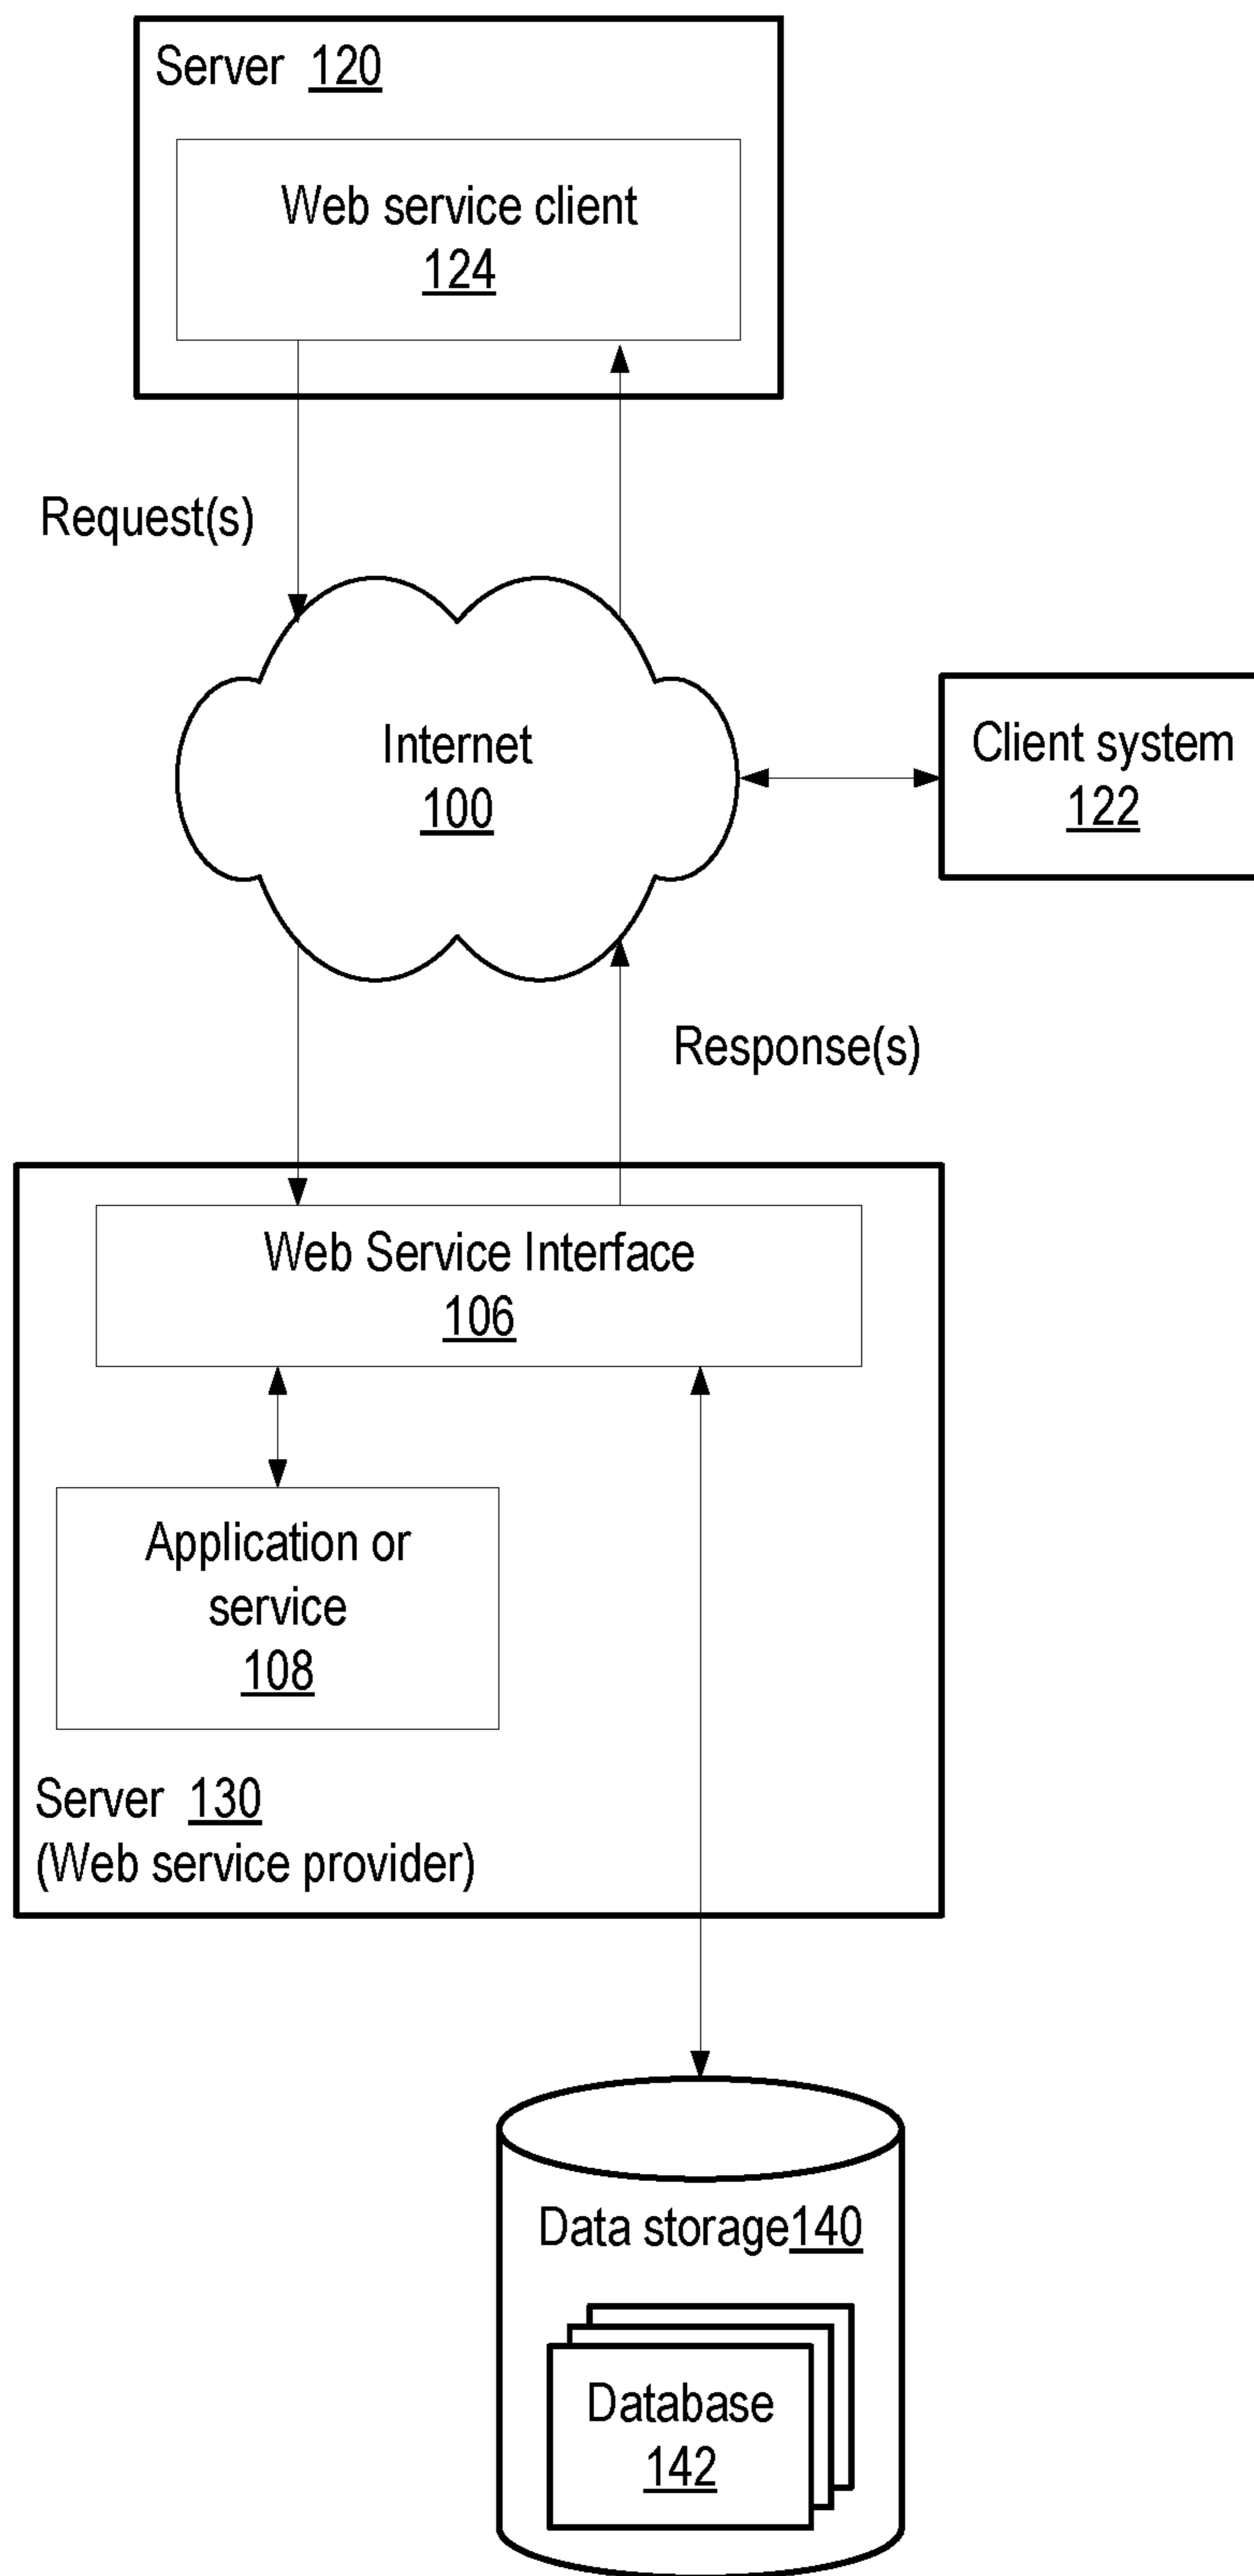 Server 120
Web service client
124
Request(s)
Internet
100
Client system
122
Response(s)
Web Service Interface
106
Application or
service
108
Server 130
(Web service provider)
Data storage140
Database
142